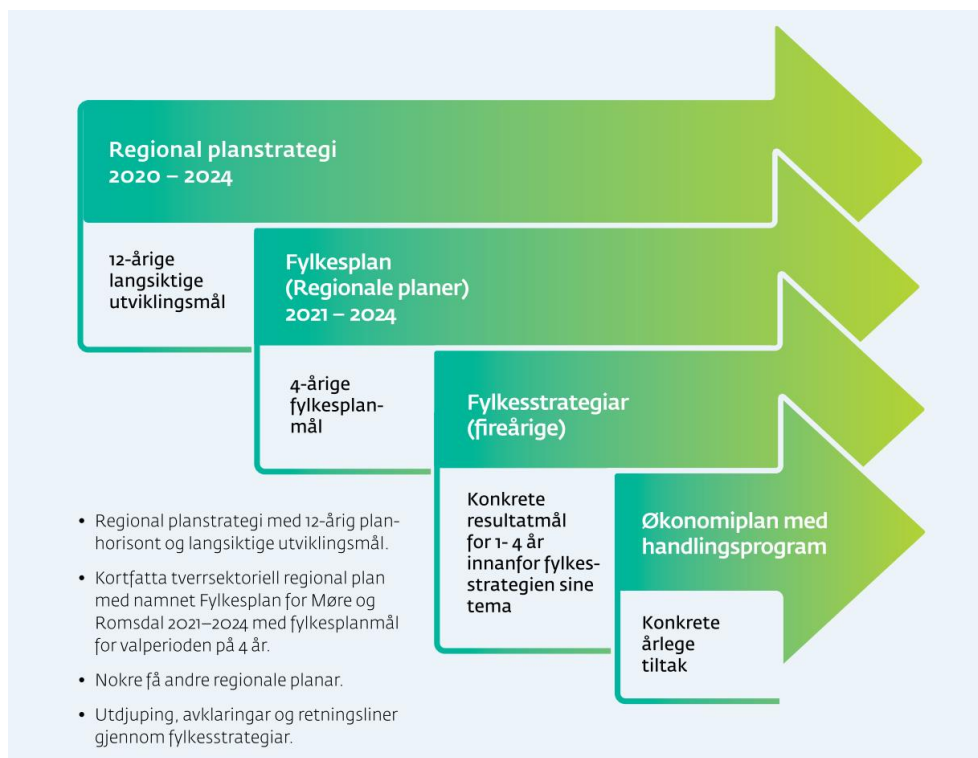 Regional planstrategi
2020 – 2024
12-årige
langsiktige
utviklingsmål
Fylkesplan
(Regionale planer)
2021 – 2024
4-årige
fylkesplan-
mål
Fylkesstrategiar
(fireårige)
Konkrete
resultatmål
for 1- 4 år
innanfor fylkes-
strategien sine
tema
Økonomiplan med
handlingsprogram
Konkrete
årlege
tiltak
• Regional planstrategi med 12-årig plan-
horisont og langsiktige utviklingsmål.
• Kortfatta tverrsektoriell regional plan
med namnet Fylkesplan for Møre og
Romsdal 2021–2024 med fylkesplanmål
for valperioden på 4 år.
• Nokre få andre regionale planar.
• Utdjuping, avklaringar og retningsliner
gjennom fylkesstrategiar.